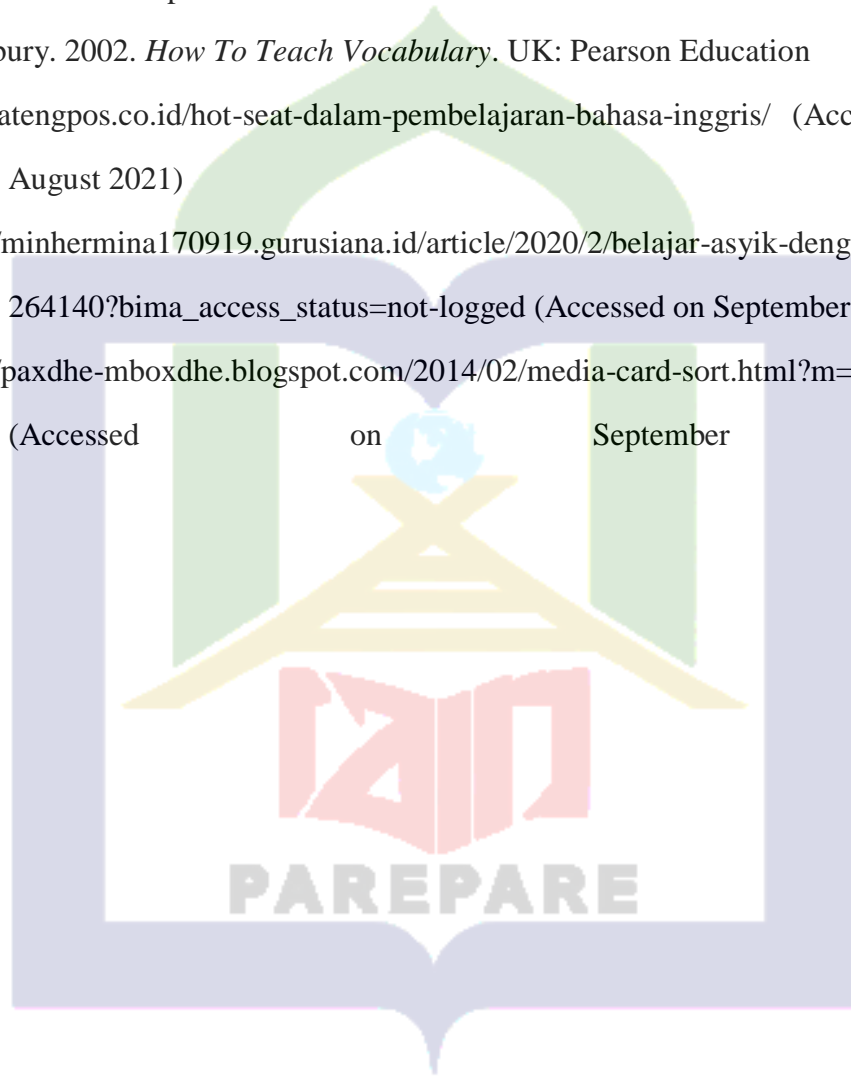 bury. 2002. How To Teach Vocabulary. UK: Pearson Education
atengpos.co.id/hot-seat-dalam-pembelajaran-bahasa-inggris/ (Acc
August 2021)
/minhermina170919.gurusiana.id/article/2020/2/belajar-asyik-deng
264140?bima_access_status=not-logged (Accessed on September
/paxdhe-mboxdhe.blogspot.com/2014/02/media-card-sort.html?m=
(Accessed on September
iain
PAREPARE